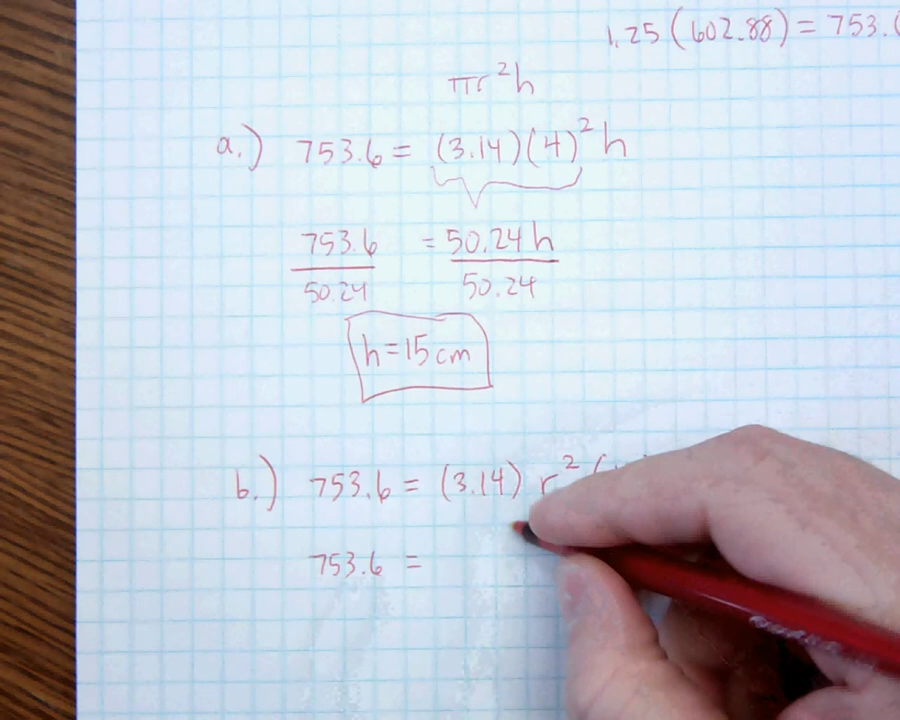 1.25 (602.88) = 753.
πr²h
a.) 753.6 = (3.14)(4)² h
753.6 = 50.24 h
50.24 50.24
h = 15 cm
b.) 753.6 = (3.14) r² (
753.6 =